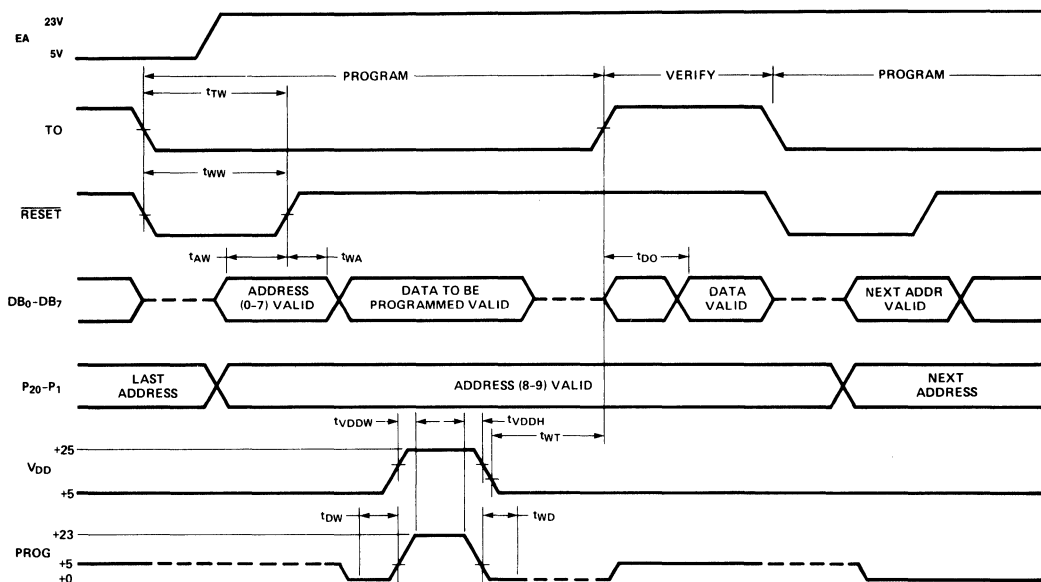 23V
EA
5V
PROGRAM
VERIFY
PROGRAM
tTW
TO
tWW
RESET
tAW
tWA
tDO
DB0-DB7
ADDRESS
(0-7) VALID
DATA TO BE
PROGRAMMED VALID
DATA
VALID
NEXT ADDR
VALID
P20-P1
LAST
ADDRESS
ADDRESS (8-9) VALID
NEXT
ADDRESS
tVDDW
tVDDH
tWT
+25
VDD
+5
tDW
tWD
+23
PROG
+5
+0